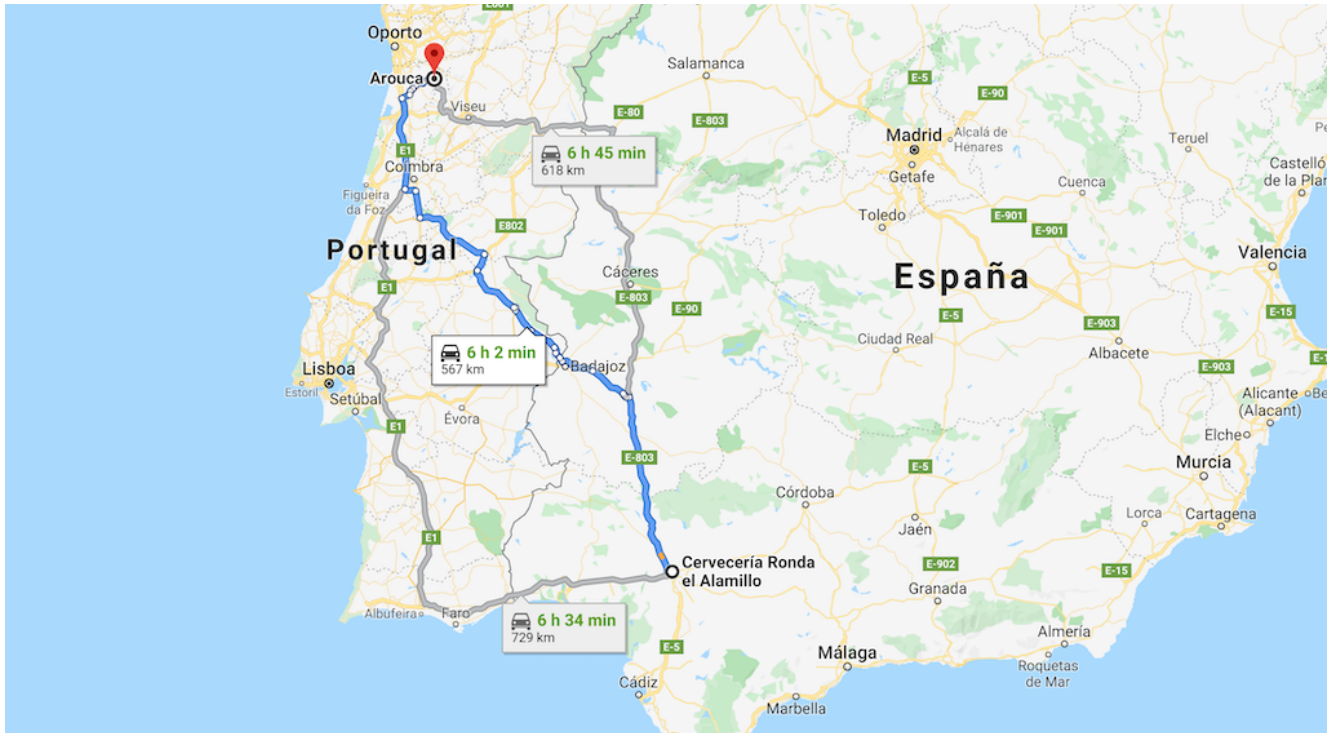 E801
Oporto
Arouca
Salamanca
E-5
E-90
Viseu
E-80
E-803
Madrid
Alcalá de
Henares
Teruel
E1
6 h 45 min
618 km
Getafe
Castelló
de la Plan
Coimbra
Cuenca
Figueira
da Foz
Toledo
E-901
E802
E-901
Portugal
Valencia
Cáceres
España
E1
E-803
E-90
E-5
E-15
E-903
6 h 2 min
567 km
Ciudad Real
Albacete
Lisboa
Badajoz
E-903
Estoril
Setúbal
Alicante
(Alacant)
Évora
E1
Elche
E-803
E-5
Murcia
Córdoba
Lorca
Cartagena
Jaén
E1
Cervecería Ronda
el Alamillo
E-902
E-15
Granada
Albufeira
Faro
6 h 34 min
729 km
Almería
E-5
Málaga
Roquetas
de Mar
Cádiz
Marbella